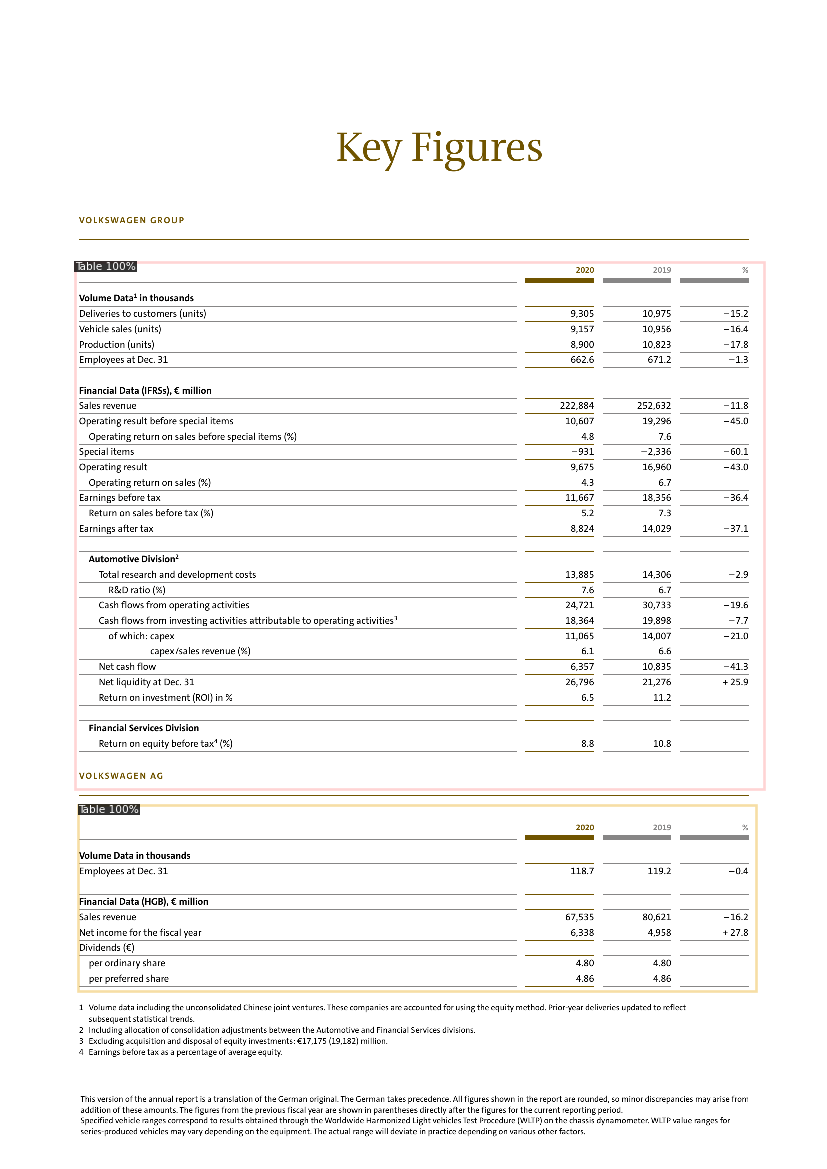 Key Figures
VOLKSWAGEN GROUP
Table 100%
2020 2019 %
Volume Data¹ in thousands
Deliveries to customers (units) 9,305 10,975 –15.2
Vehicle sales (units) 9,157 10,956 –16.4
Production (units) 8,900 10,823 –17.8
Employees at Dec. 31 662.6 671.2 –1.3
Financial Data (IFRSs), € million
Sales revenue 222,884 252,632 –11.8
Operating result before special items 10,607 19,296 –45.0
Operating return on sales before special items (%) 4.8 7.6
Special items –931 –2,336 –60.1
Operating result 9,675 16,960 –43.0
Operating return on sales (%) 4.3 6.7
Earnings before tax 11,667 18,356 –36.4
Return on sales before tax (%) 5.2 7.3
Earnings after tax 8,824 14,029 –37.1
Automotive Division²
Total research and development costs 13,885 14,306 –2.9
R&D ratio (%) 7.6 6.7
Cash flows from operating activities 24,721 30,733 –19.6
Cash flows from investing activities attributable to operating activities³ 18,364 19,898 –7.7
of which: capex 11,065 14,007 –21.0
capex/sales revenue (%) 6.1 6.6
Net cash flow 6,357 10,835 –41.3
Net liquidity at Dec. 31 26,796 21,276 + 25.9
Return on investment (ROI) in % 6.5 11.2
Financial Services Division
Return on equity before tax⁴ (%) 8.8 10.8
VOLKSWAGEN AG
Table 100%
2020 2019 %
Volume Data in thousands
Employees at Dec. 31 118.7 119.2 –0.4
Financial Data (HGB), € million
Sales revenue 67,535 80,621 –16.2
Net income for the fiscal year 6,338 4,958 + 27.8
Dividends (€)
per ordinary share 4.80 4.80
per preferred share 4.86 4.86
1 Volume data including the unconsolidated Chinese joint ventures. These companies are accounted for using the equity method. Prior-year deliveries updated to reflect
subsequent statistical trends.
2 Including allocation of consolidation adjustments between the Automotive and Financial Services divisions.
3 Excluding acquisition and disposal of equity investments: €17,175 (19,182) million.
4 Earnings before tax as a percentage of average equity.
This version of the annual report is a translation of the German original. The German takes precedence. All figures shown in the report are rounded, so minor discrepancies may arise from
addition of these amounts. The figures from the previous fiscal year are shown in parentheses directly after the figures for the current reporting period.
Specified vehicle ranges correspond to results obtained through the Worldwide Harmonized Light vehicles Test Procedure (WLTP) on the chassis dynamometer. WLTP value ranges for
series-produced vehicles may vary depending on the equipment. The actual range will deviate in practice depending on various other factors.